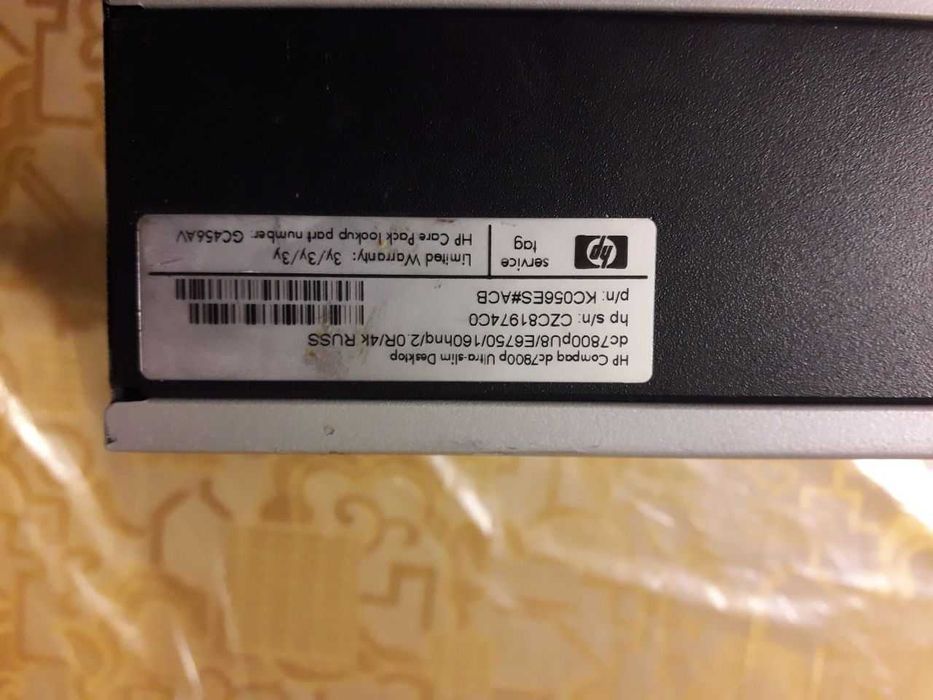 HP Compaq dc7800p Ultra-slim Desktop
dc7800pU8/E6750/160hnq/2.0R/4k RUSS
hp s/n: CZC81974C0
p/n: KC056ES#ACB
hp
service
tag
Limited Warranty: 3y/3y/3y
HP Care Pack lookup part number: GC456AV